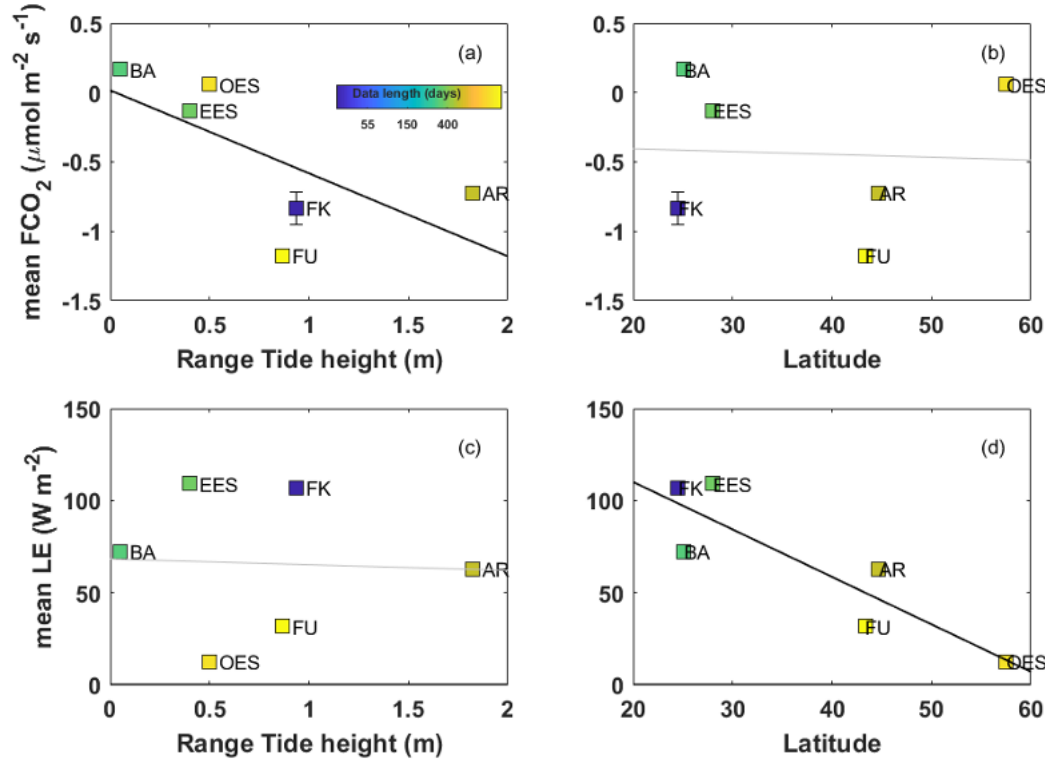 0.5
0
-0.5
-1
-1.5
mean FCO2 (μmol m-2 s-1)
(a)
BA
OES
EES
FK
FU
AR
Data length (days)
55 150 400
0 0.5 1 1.5 2
Range Tide height (m)
0.5
0
-0.5
-1
-1.5
(b)
BA
EES
OES
FK
AR
FU
20 30 40 50 60
Latitude
150
100
50
0
mean LE (W m-2)
(c)
EES
FK
BA
AR
FU
OES
0 0.5 1 1.5 2
Range Tide height (m)
150
100
50
0
(d)
FK
EES
BA
AR
FU
OES
20 30 40 50 60
Latitude